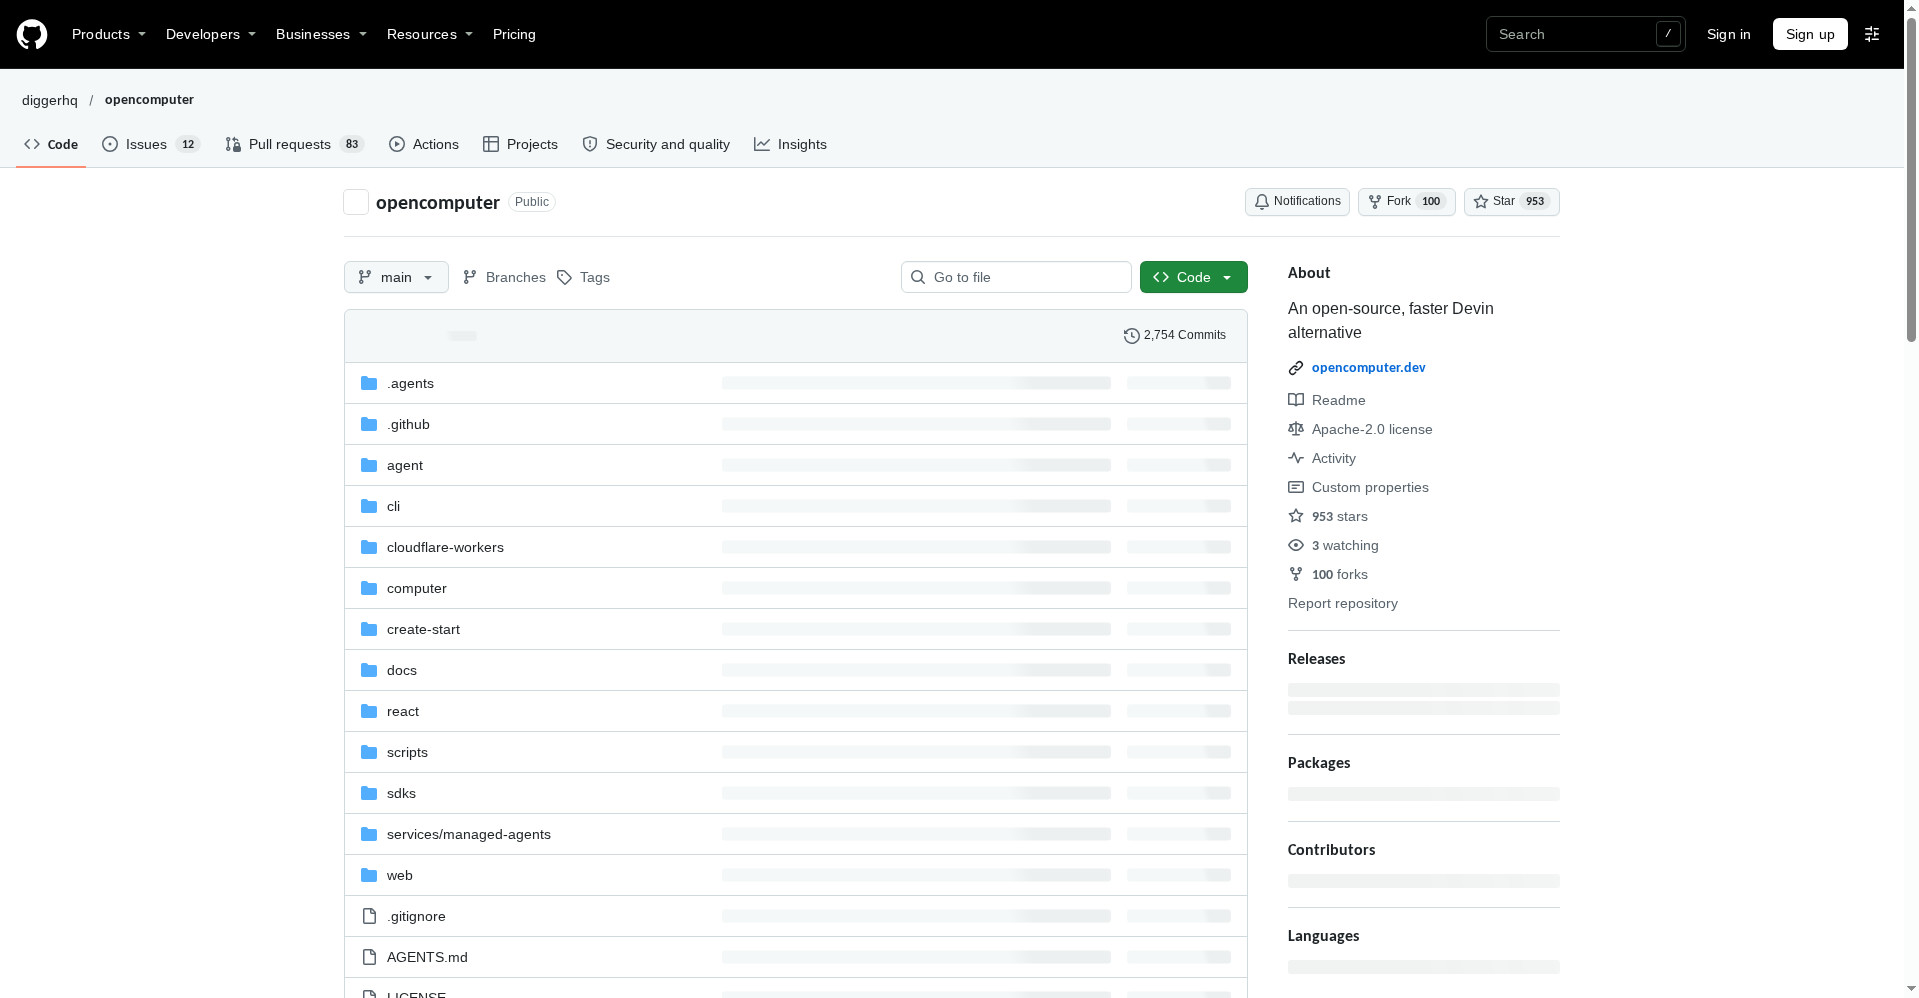 Products Developers Businesses Resources Pricing Search / Sign in Sign up
diggerhq / opencomputer
Code Issues 12 Pull requests 83 Actions Projects Security and quality Insights
opencomputer Public Notifications Fork 100 Star 953
main Branches Tags Go to file Code
2,754 Commits
.agents
.github
agent
cli
cloudflare-workers
computer
create-start
docs
react
scripts
sdks
services/managed-agents
web
.gitignore
AGENTS.md
LICENSE
About
An open-source, faster Devin
alternative
opencomputer.dev
Readme
Apache-2.0 license
Activity
Custom properties
953 stars
3 watching
100 forks
Report repository
Releases
Packages
Contributors
Languages